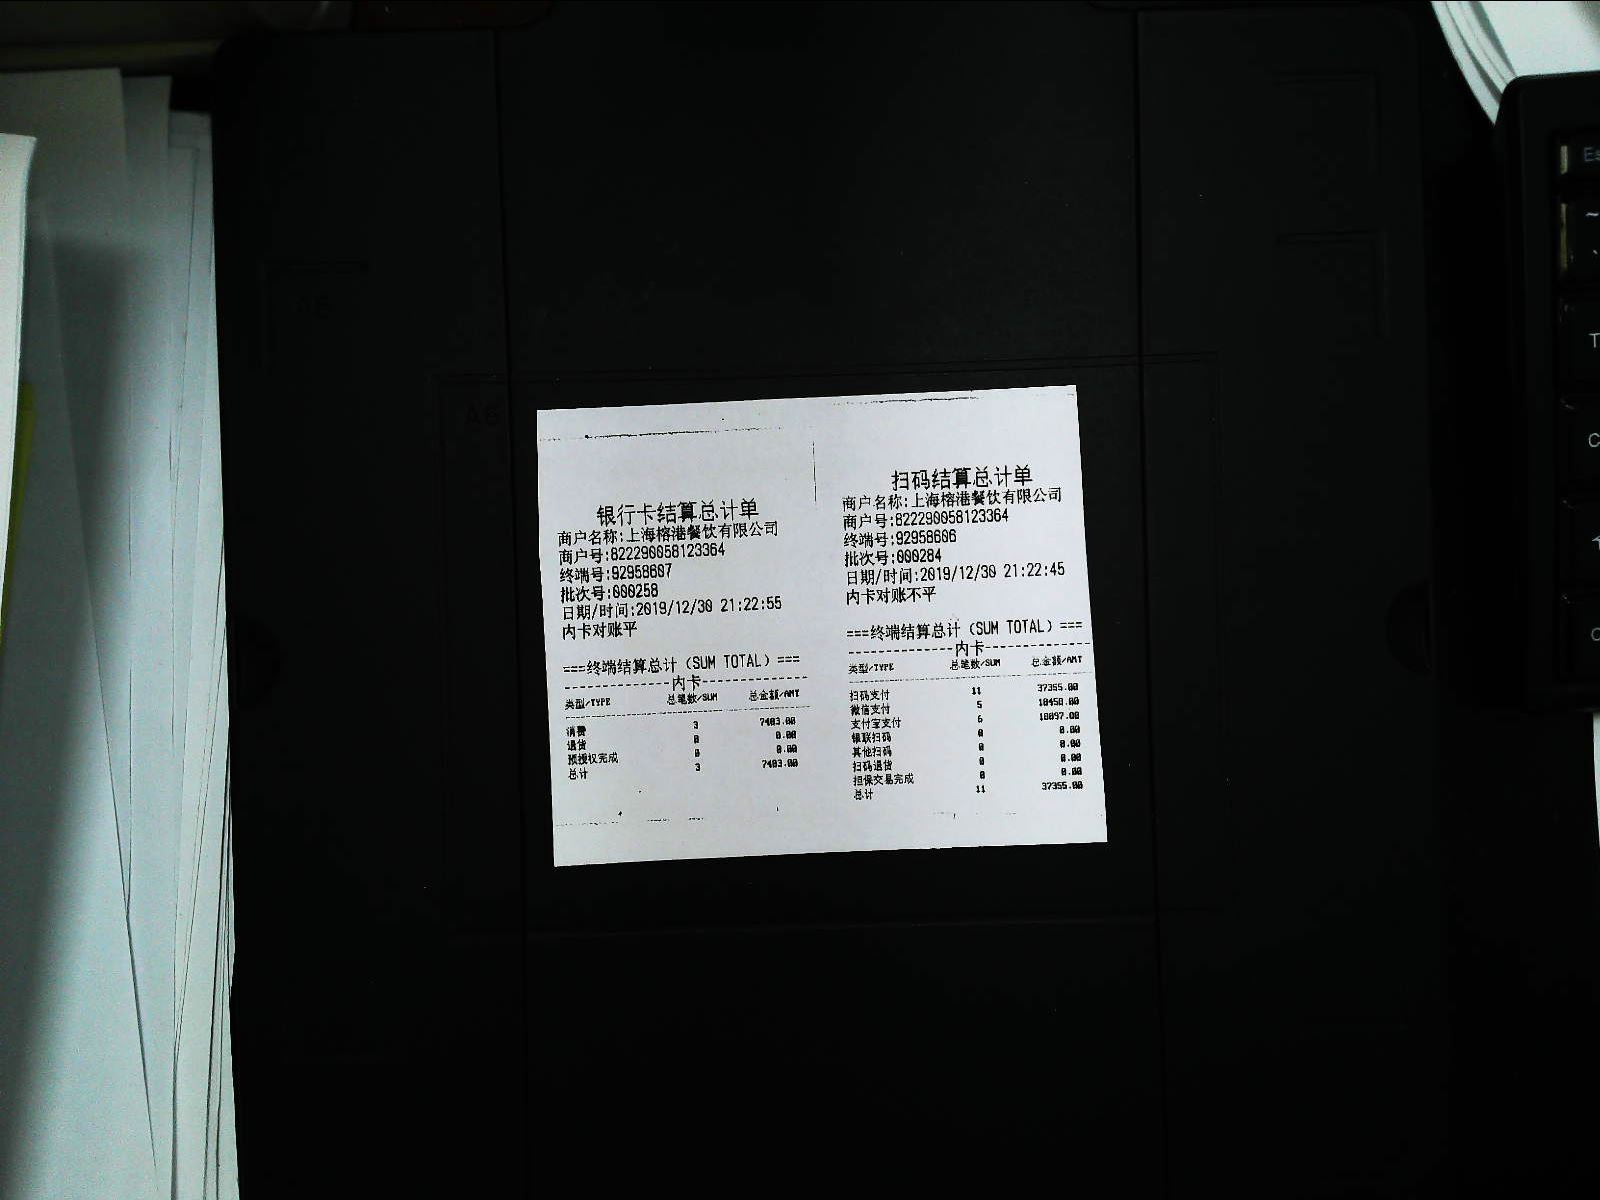 银行卡结算总计单
商户名称:上海榕港餐饮有限公司
商户号:822290058123364
终端号:92958607
批次号:000258
日期/时间:2019/12/30 21:22:55
内卡对账平
===终端结算总计（SUM TOTAL）===
----------------内卡----------------
类型/TYPE 总笔数/SUM 总金额/AMT
消费 3 7403.00
退货 0 0.00
预授权完成 0 0.00
总计 3 7403.00
扫码结算总计单
商户名称:上海榕港餐饮有限公司
商户号:822290058123364
终端号:92958606
批次号:000284
日期/时间:2019/12/30 21:22:45
内卡对账不平
===终端结算总计（SUM TOTAL）===
----------------内卡----------------
类型/TYPE 总笔数/SUM 总金额/AMT
扫码支付 11 37355.00
微信支付 5 18458.00
支付宝支付 6 18897.00
银联扫码 0 0.00
其他扫码 0 0.00
扫码退货 0 0.00
担保交易完成 0 0.00
总计 11 37355.00
A6